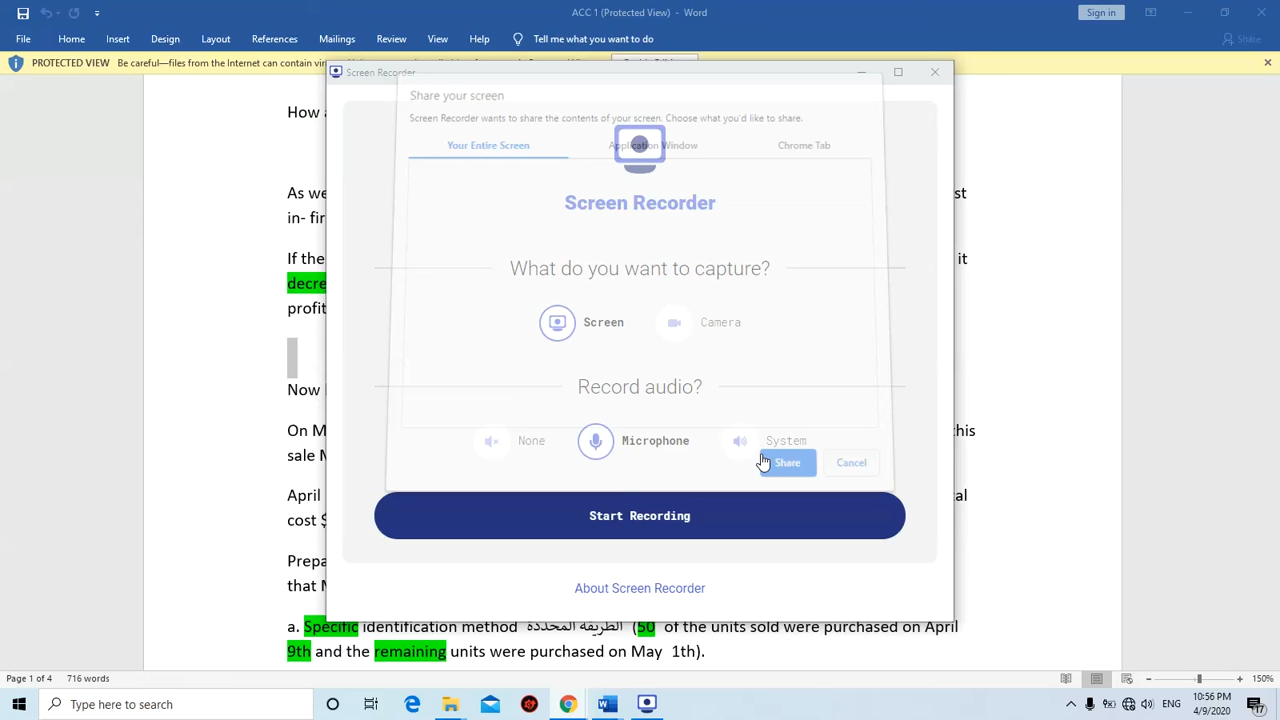 ACC 1 (Protected View) - Word
Sign in
File Home Insert Design Layout References Mailings Review View Help Tell me what you want to do Share
PROTECTED VIEW Be careful—files from the Internet can contain
Screen Recorder
Share your screen
How
Screen Recorder wants to share the contents of your screen. Choose what you'd like to share.
Your Entire Screen Application Window Chrome Tab
As we
in- fir
Screen Recorder
If the it
What do you want to capture?
decre
profit
Screen Camera
Now
Record audio?
On M this
sale
None Microphone System
Share Cancel
April
cost $
Start Recording
Prepa
that
About Screen Recorder
a. Specific identification method الطريقة المحددة (50 of the units sold were purchased on April
9th and the remaining units were purchased on May 1th).
Page 1 of 4 716 words 150%
Type here to search
ENG
10:56 PM
4/9/2020
17